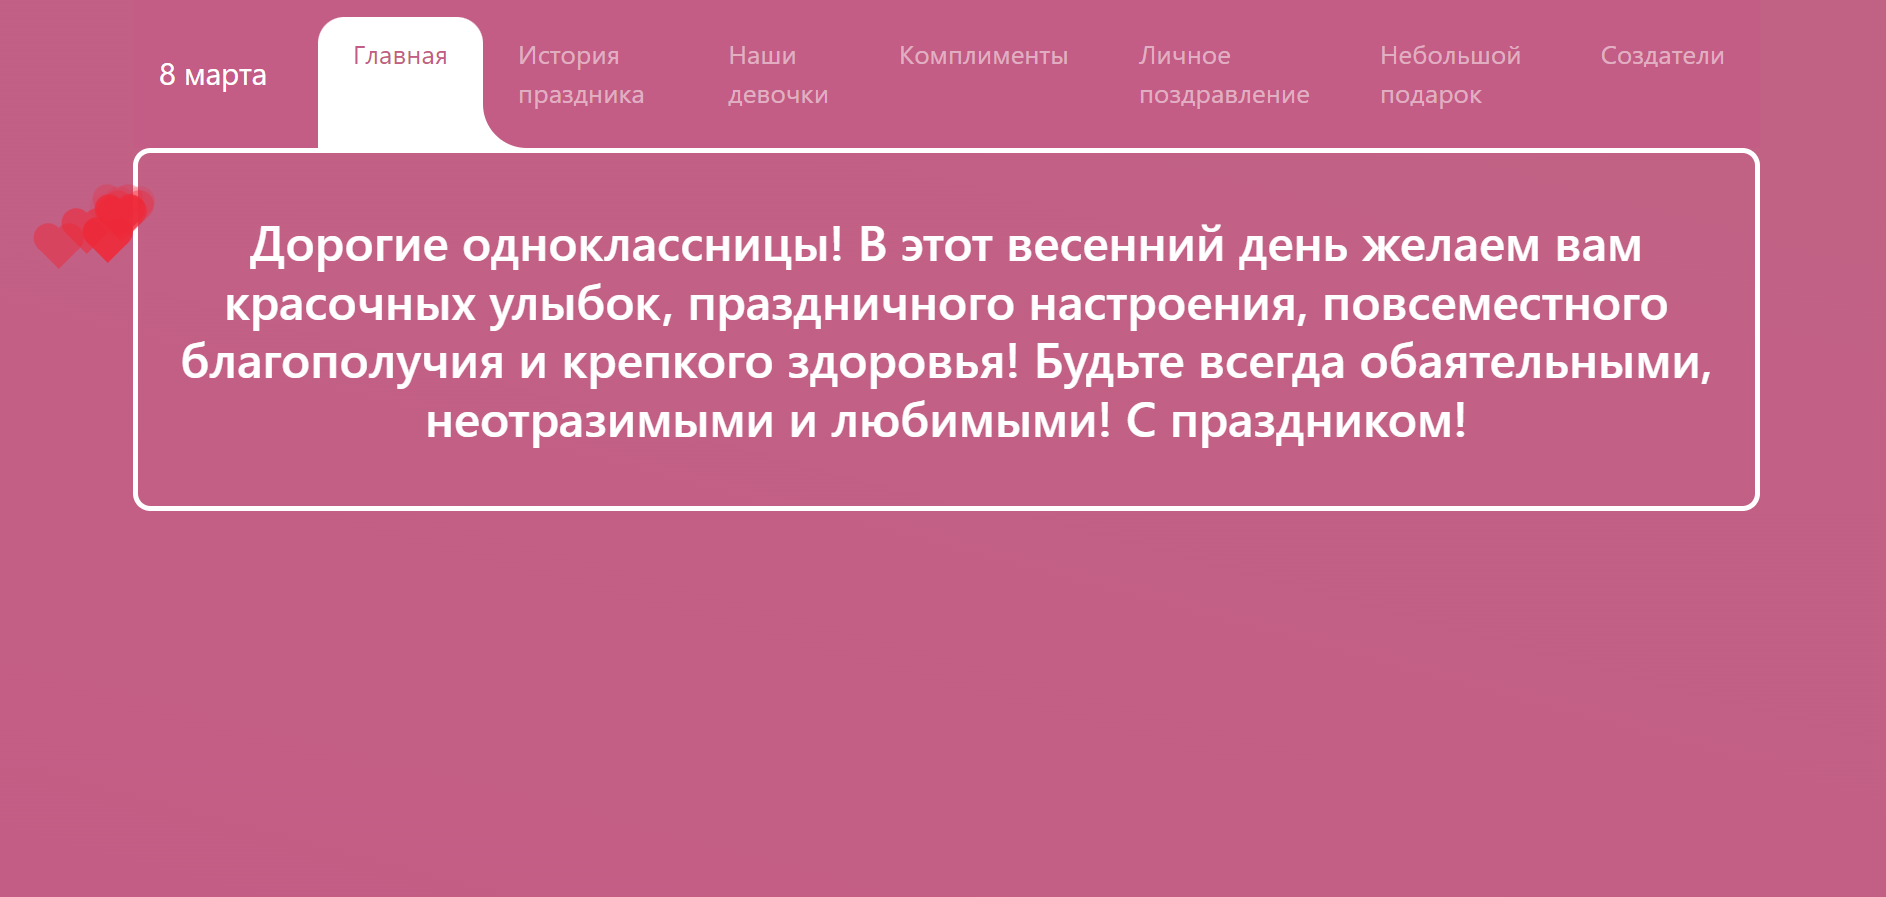 8 марта
Главная
История
праздника
Наши
девочки
Комплименты
Личное
поздравление
Небольшой
подарок
Создатели
Дорогие одноклассницы! В этот весенний день желаем вам
красочных улыбок, праздничного настроения, повсеместного
благополучия и крепкого здоровья! Будьте всегда обаятельными,
неотразимыми и любимыми! С праздником!